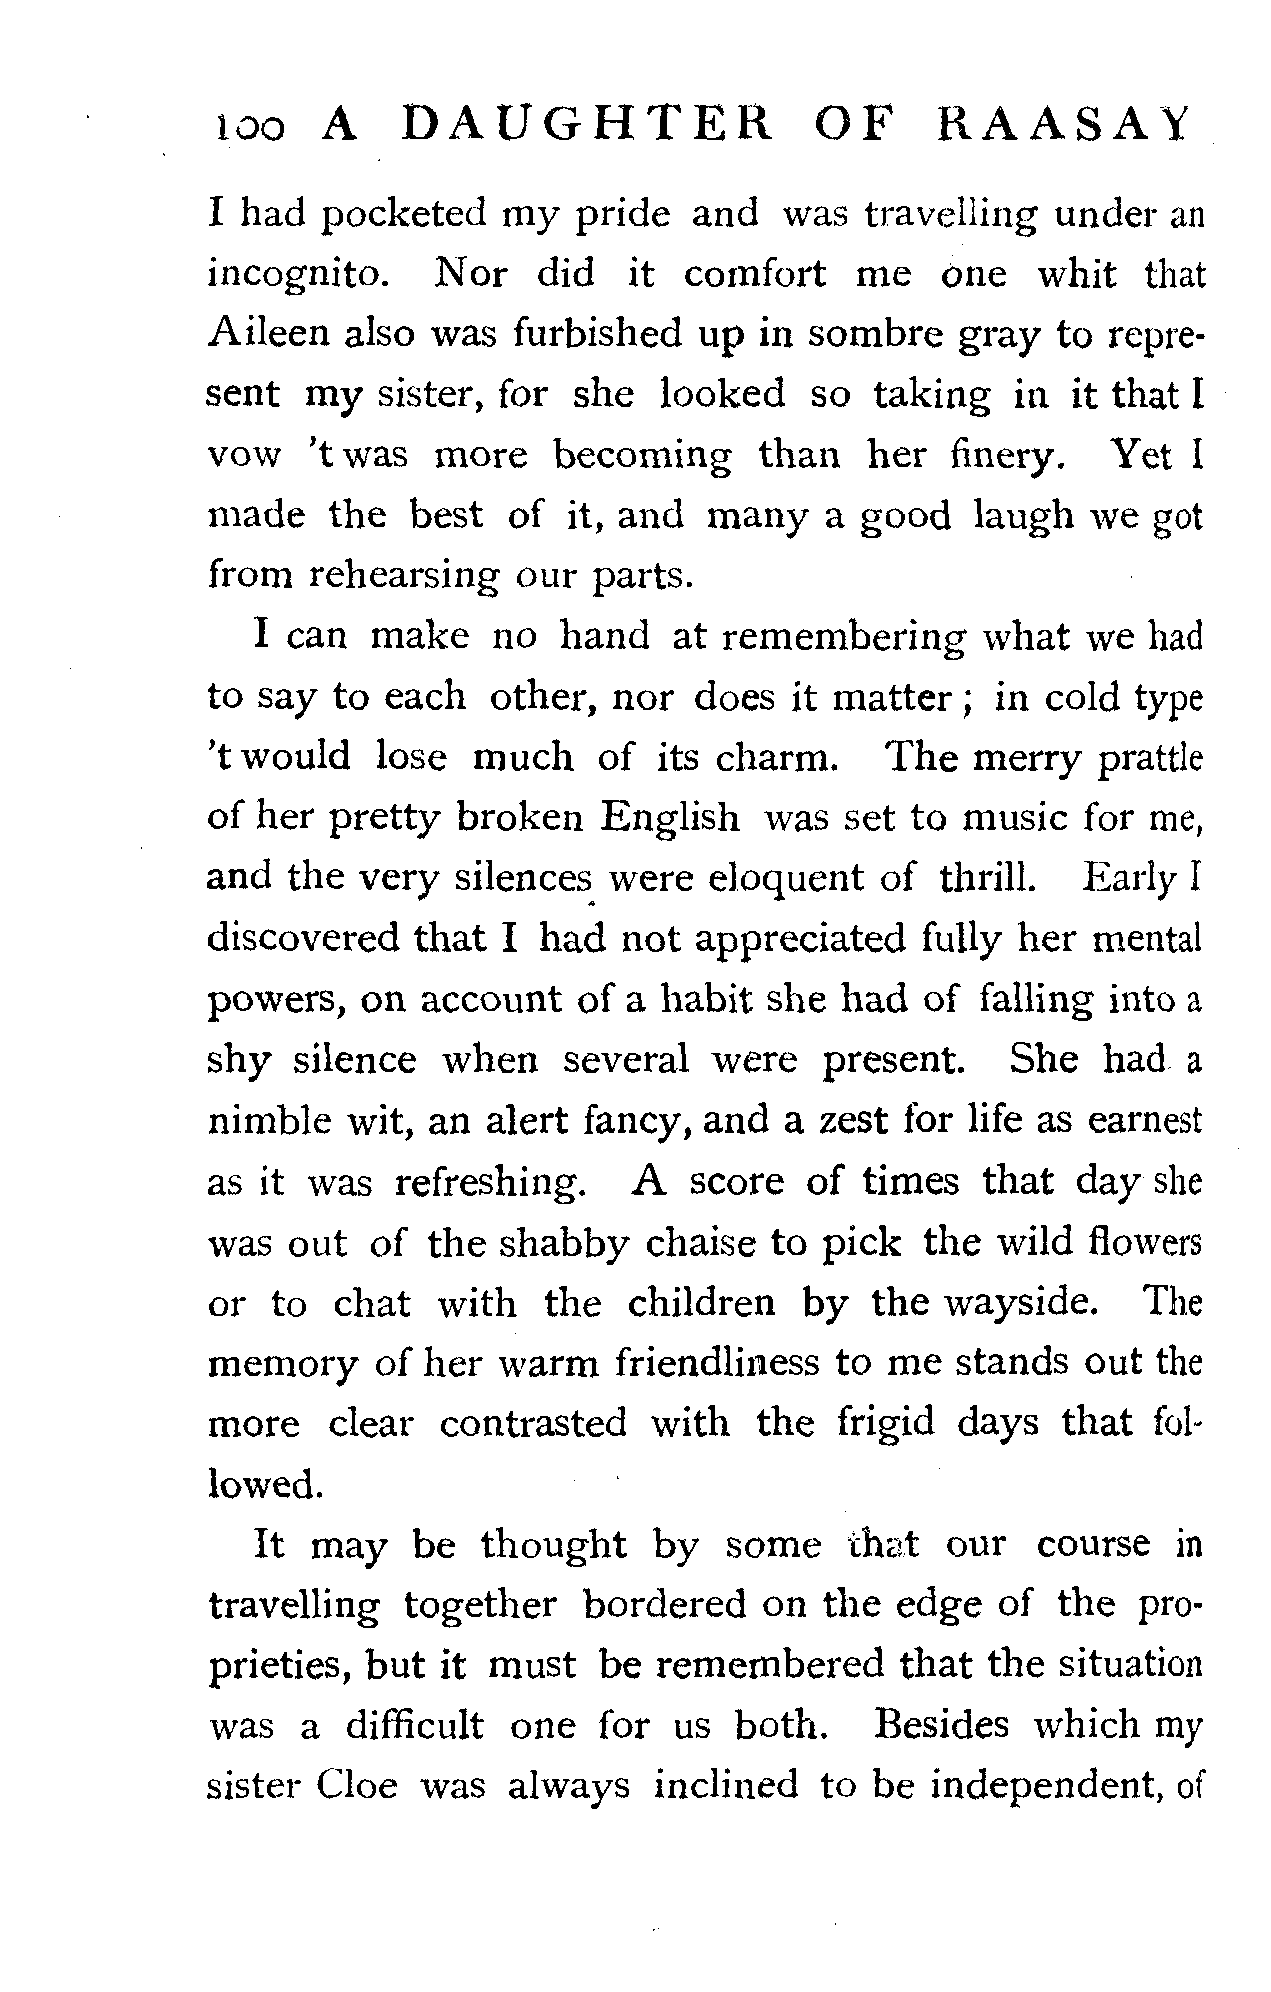 100 A DAUGHTER OF RAASAY
I had pocketed my pride and was travelling under an
incognito. Nor did it comfort me one whit that
Aileen also was furbished up in sombre gray to repre-
sent my sister, for she looked so taking in it that I
vow 't was more becoming than her finery. Yet I
made the best of it, and many a good laugh we got
from rehearsing our parts.
I can make no hand at remembering what we had
to say to each other, nor does it matter; in cold type
't would lose much of its charm. The merry prattle
of her pretty broken English was set to music for me,
and the very silences were eloquent of thrill. Early I
discovered that I had not appreciated fully her mental
powers, on account of a habit she had of falling into a
shy silence when several were present. She had a
nimble wit, an alert fancy, and a zest for life as earnest
as it was refreshing. A score of times that day she
was out of the shabby chaise to pick the wild flowers
or to chat with the children by the wayside. The
memory of her warm friendliness to me stands out the
more clear contrasted with the frigid days that fol-
lowed.
It may be thought by some that our course in
travelling together bordered on the edge of the pro-
prieties, but it must be remembered that the situation
was a difficult one for us both. Besides which my
sister Cloe was always inclined to be independent, of